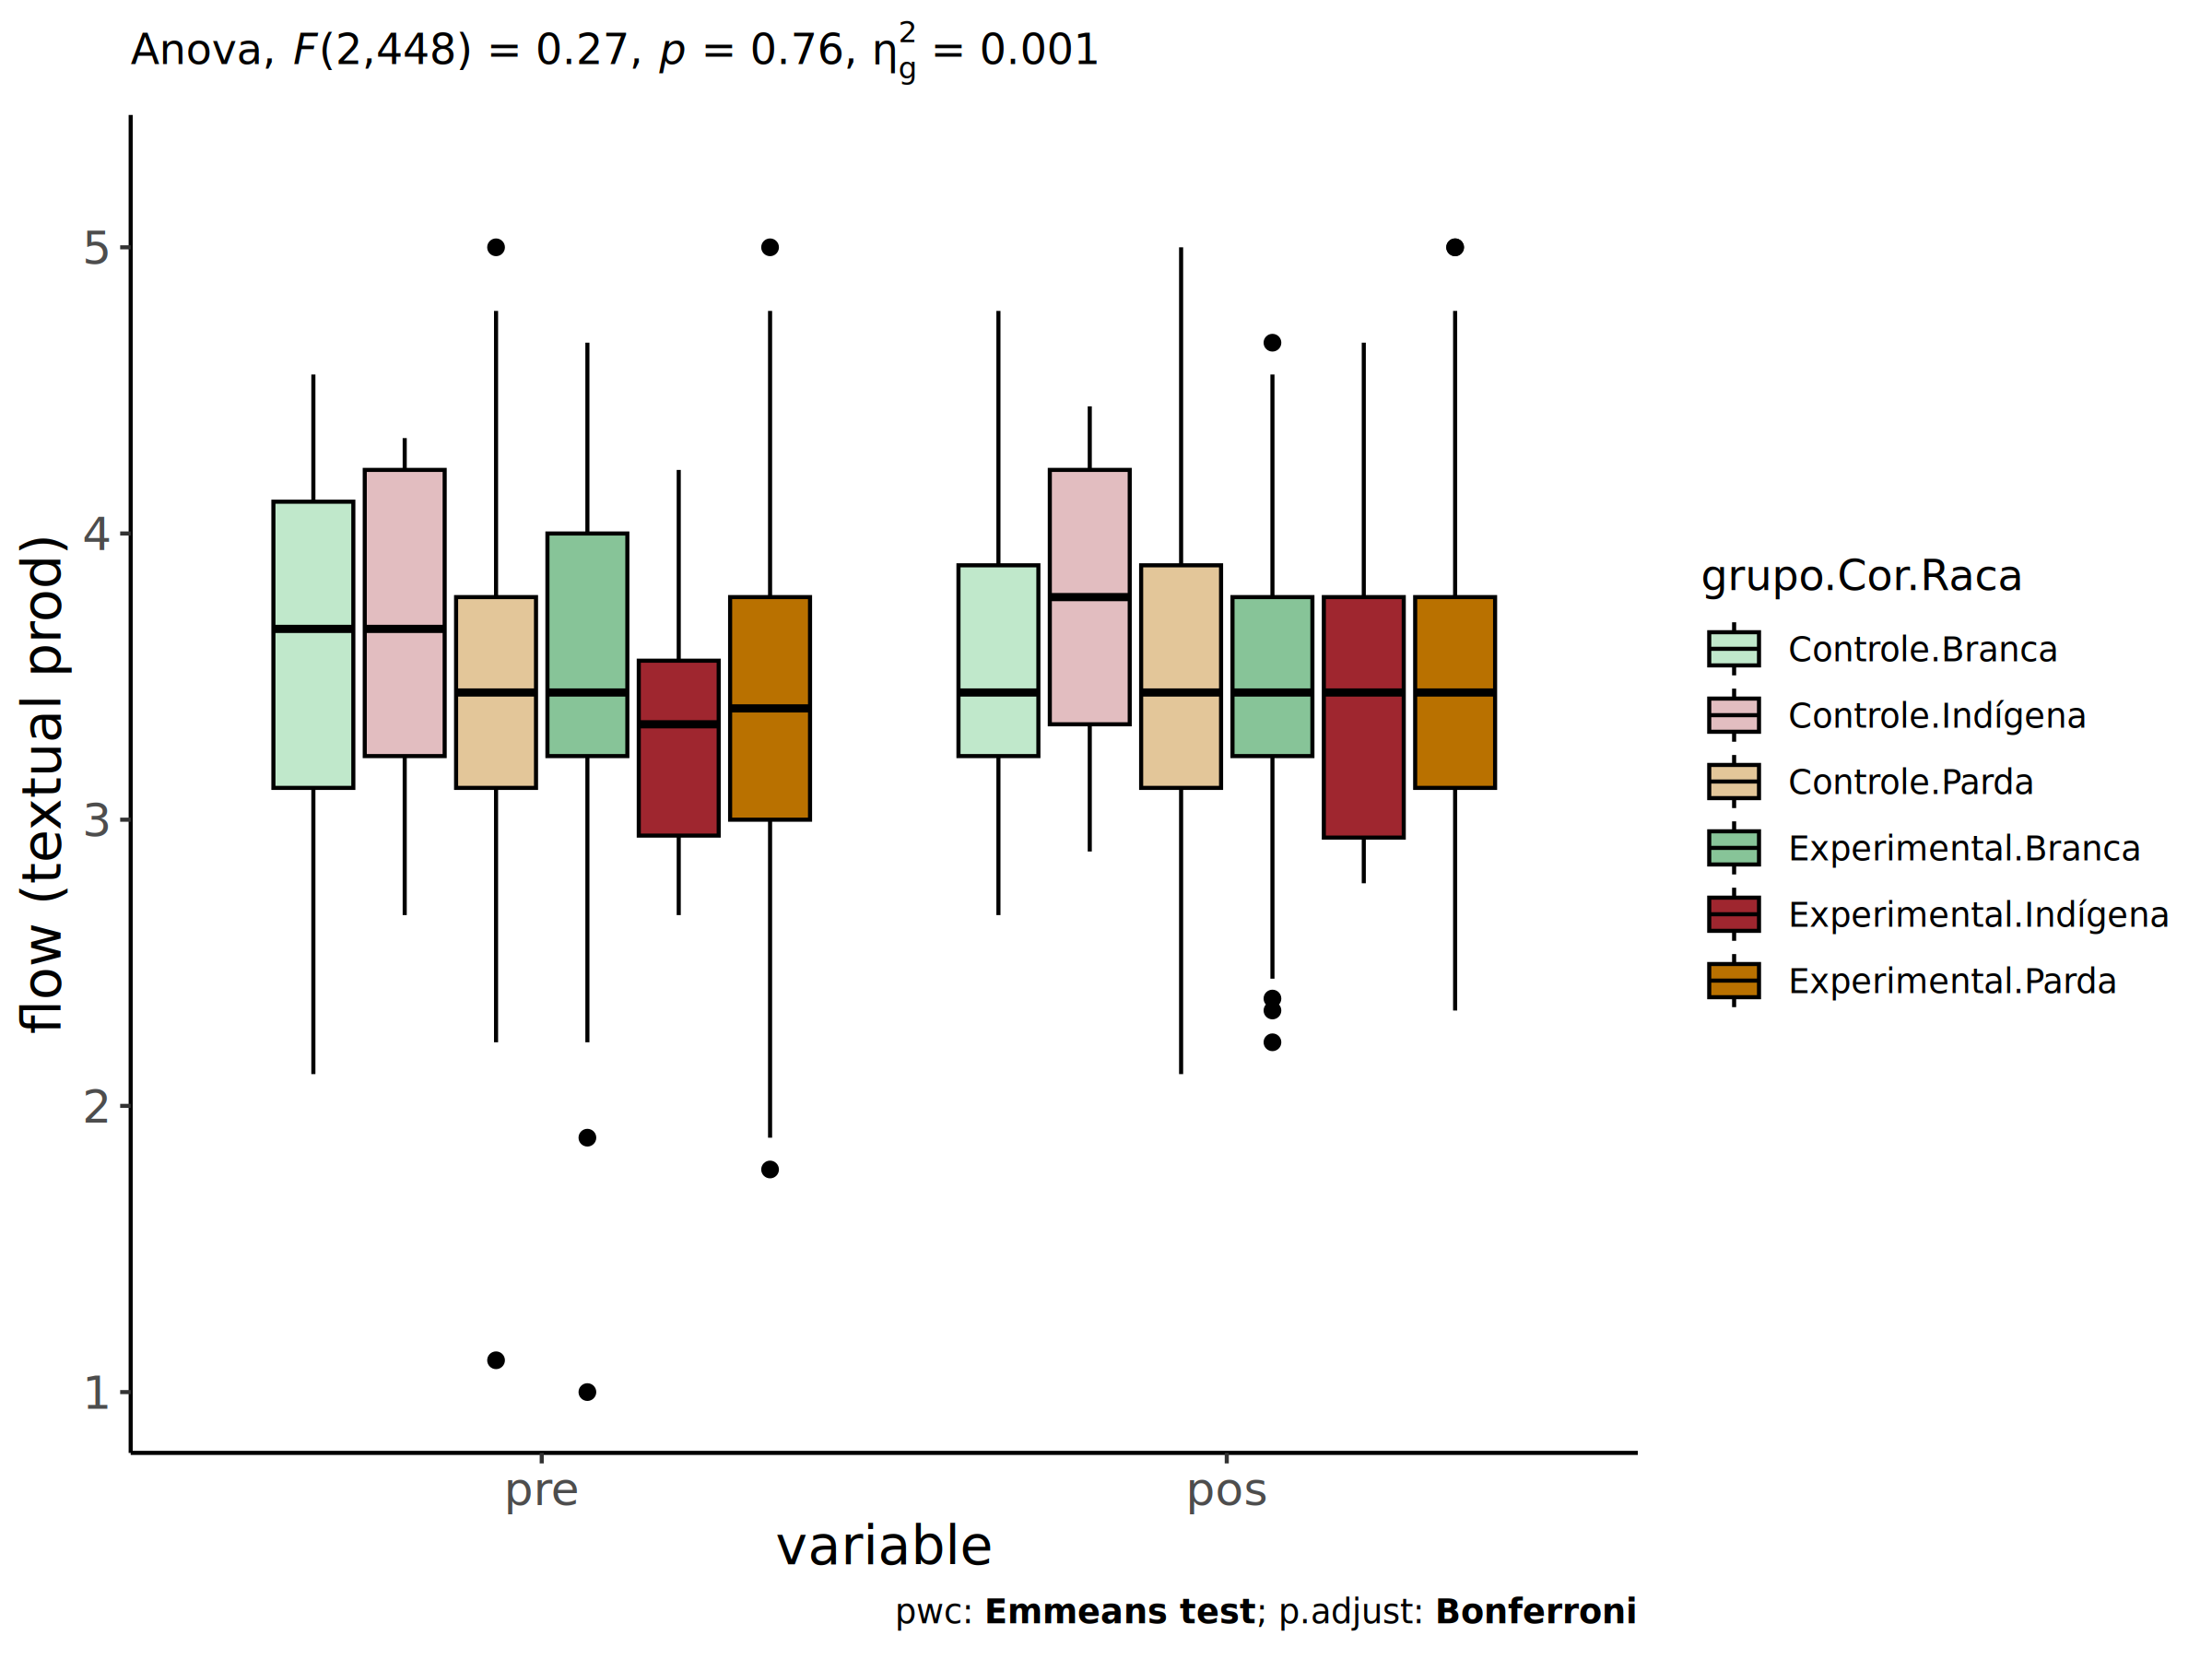 Anova, F(2,448) = 0.27, p = 0.76, η²g = 0.001
flow (textual prod)
5
4
3
2
1
pre
pos
variable
grupo.Cor.Raca
Controle.Branca
Controle.Indígena
Controle.Parda
Experimental.Branca
Experimental.Indígena
Experimental.Parda
pwc: Emmeans test; p.adjust: Bonferroni